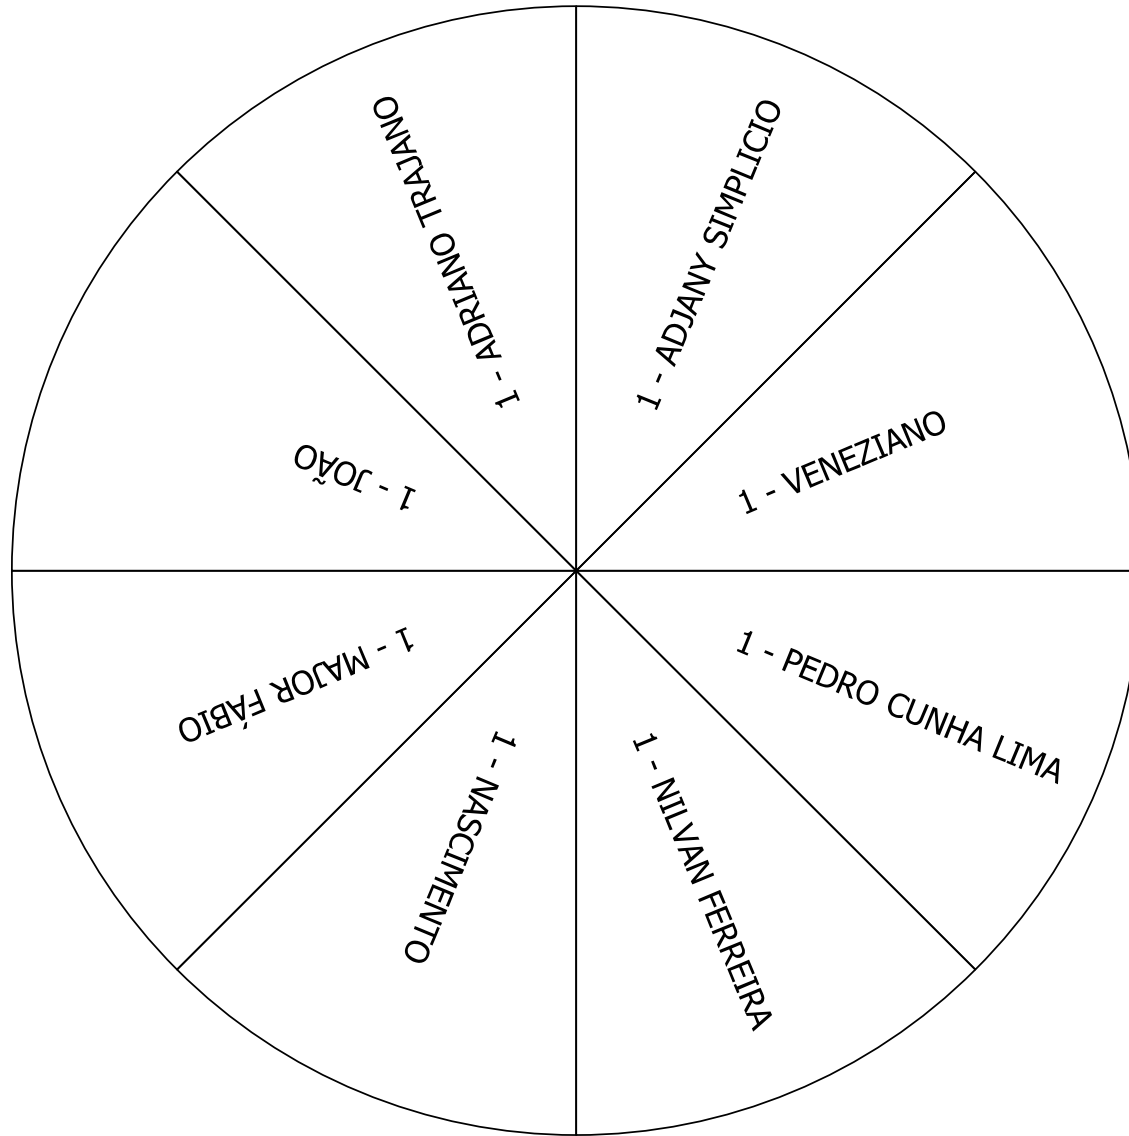 1 - ADRIANO TRAJANO
1 - ADJANY SIMPLICIO
1 - VENEZIANO
1 - PEDRO CUNHA LIMA
1 - NILVAN FERREIRA
1 - NASCIMENTO
1 - MAJOR FÁBIO
1 - JOÃO